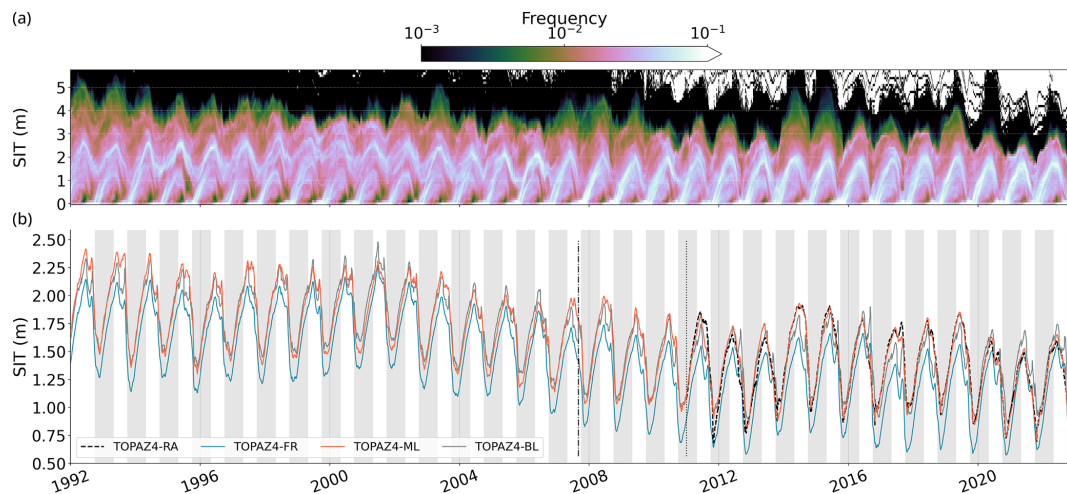 (a)
Frequency
10⁻³ 10⁻² 10⁻¹
SIT (m)
5
4
3
2
1
0
(b)
SIT (m)
2.50
2.25
2.00
1.75
1.50
1.25
1.00
0.75
0.50
TOPAZ4-RA TOPAZ4-FR TOPAZ4-ML TOPAZ4-BL
1992 1996 2000 2004 2008 2012 2016 2020